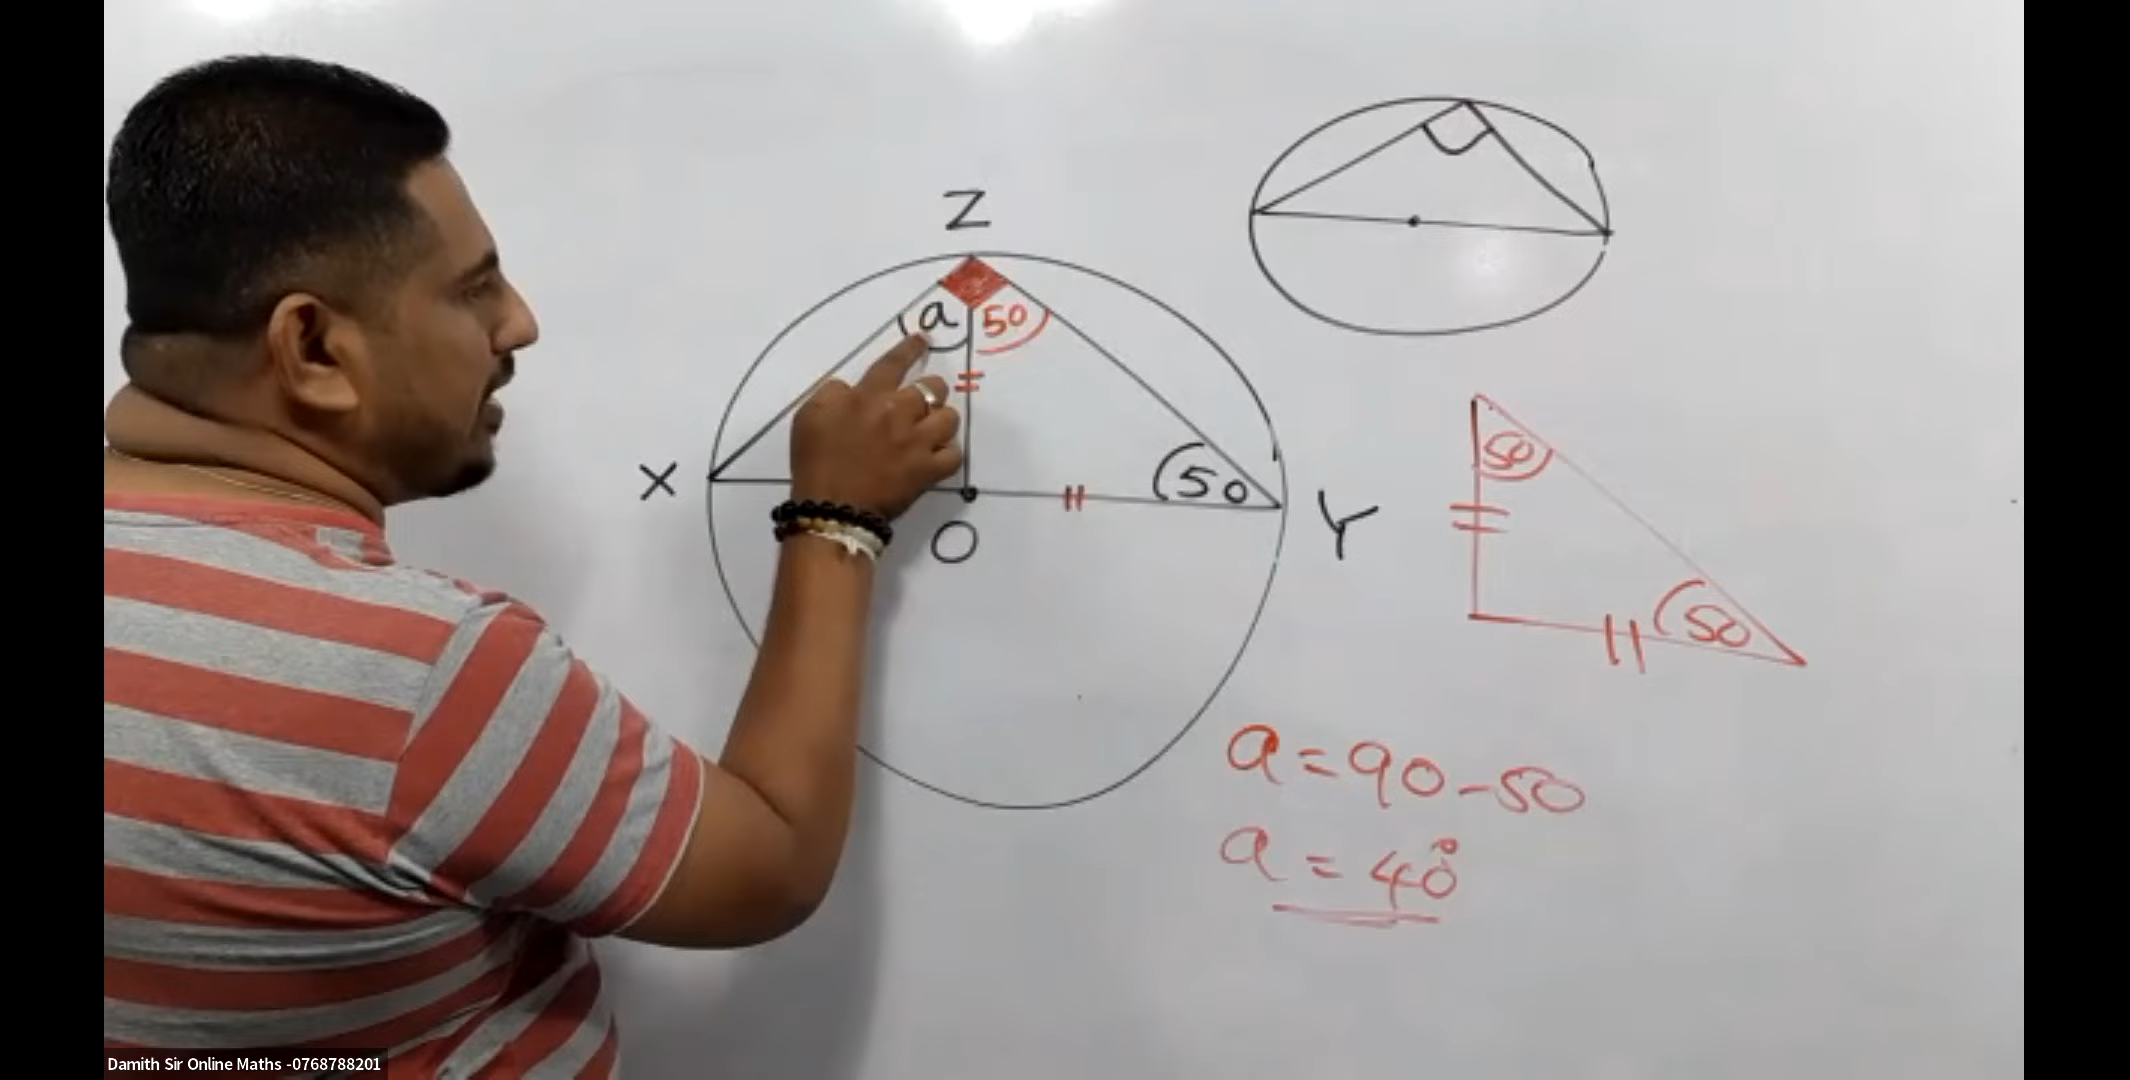 Z
a 50
X
(50
Y
O
50
(50
a = 90 - 50
a = 40°
Damith Sir Online Maths -0768788201